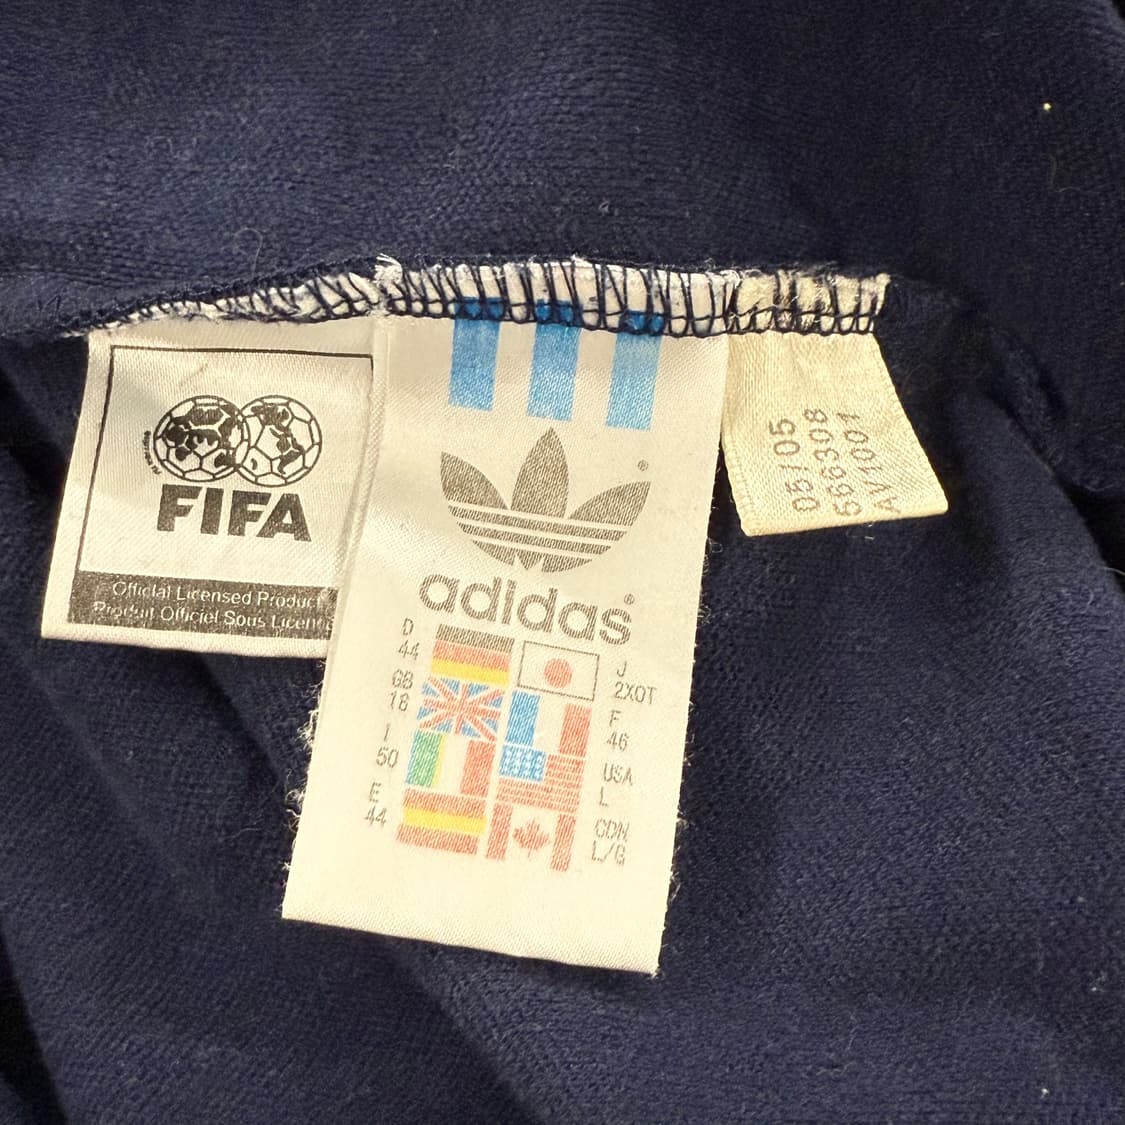 FIFA
Official Licensed Product
Produit Officiel Sous Licence
adidas
D
44
GB
18
I
50
E
44
J
2XOT
F
46
USA
L
CDN
L/G
05/05
566308
AV1001